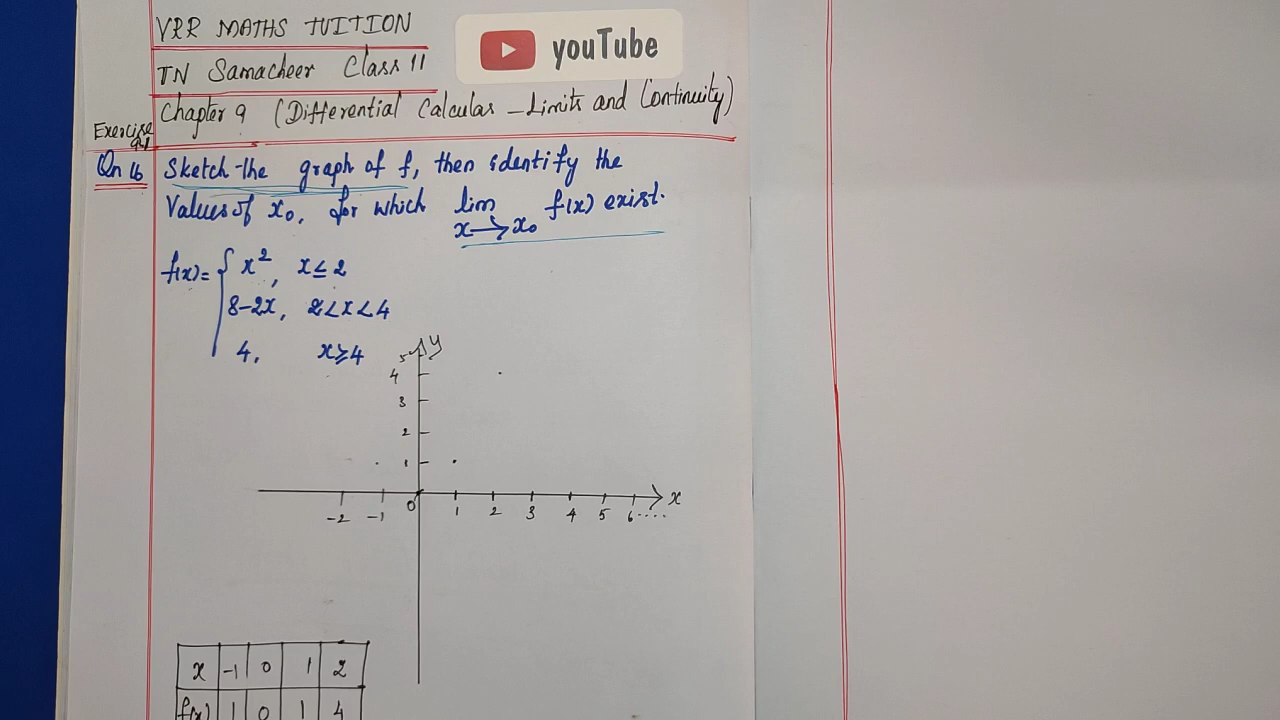 VRR MATHS TUITION
YouTube
TN Samacheer Class 11
Chapter 9 (Differential Calculas - Limits and Continuity)
Exercise 9.1
Qn 16 Sketch the graph of f, then identify the
Values of x₀, for which lim x→x₀ f(x) exist.
f(x) = { x², x ≤ 2
8-2x, 2 < x < 4
4, x ≥ 4
y
5
4
3
2
1
-2 -1 0 1 2 3 4 5 6.... x
x -1 0 1 2
f(x) 1 0 1 4